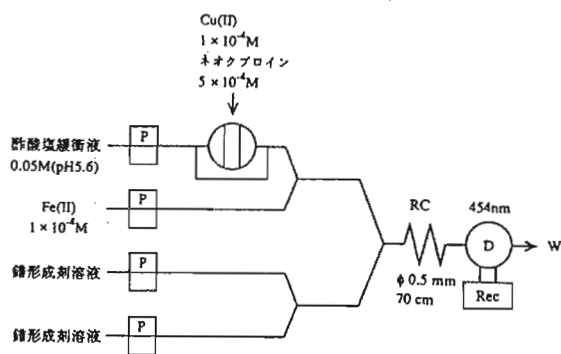 Cu(II)
1 × 10⁻⁴M
ネオクプロイン
5 × 10⁻⁴M
P
酢酸塩緩衝液
0.05M(pH5.6)
P
Fe(II)
1 × 10⁻⁴M
RC
454nm
D
W
P
錯形成剤溶液
φ 0.5 mm
70 cm
Rec
P
錯形成剤溶液